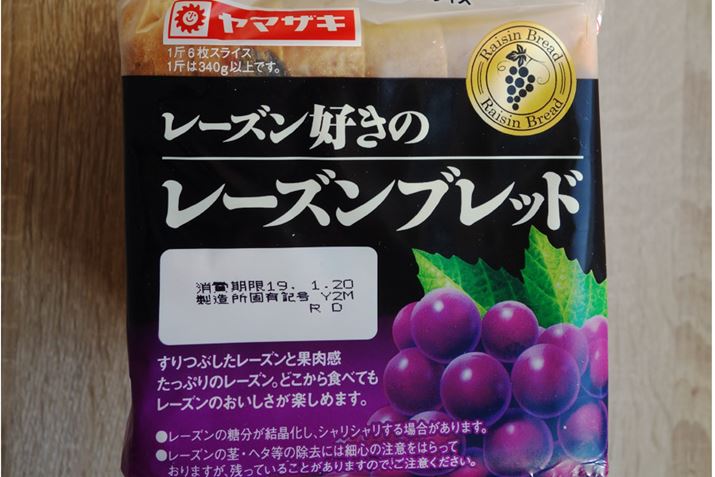 イス
ヤマザキ
1斤6枚スライス
1斤は340g以上です。
Raisin Bread
Raisin Bread
レーズン好きの
レーズンブレッド
消費期限19. 1.20
製造所固有記号 YZM
R D
すりつぶしたレーズンと果肉感
たっぷりのレーズン。どこから食べても
レーズンのおいしさが楽しめます。
●レーズンの糖分が結晶化し、シャリシャリする場合があります。
●レーズンの茎・ヘタ等の除去には細心の注意をはらって
おりますが、残っていることがありますのでご注意ください。